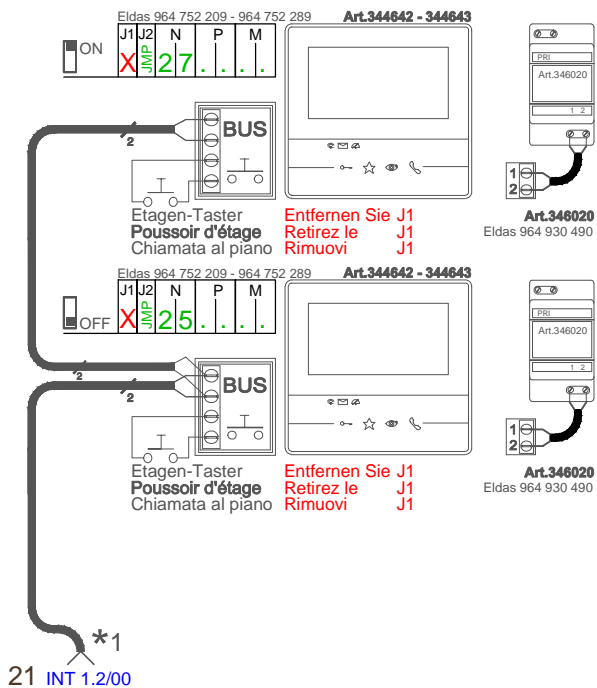 Eldas 964 752 209 - 964 752 289 Art.344642 - 344643
ON
J1 J2 N P M
X JMP 2 7 . . . .
PRI
Art.346020
1 2
BUS
2
1
2
Etagen-Taster Entfernen Sie J1
Poussoir d'étage Retirez le J1
Chiamata al piano Rimuovi J1
Art.346020
Eldas 964 930 490
Eldas 964 752 209 - 964 752 289 Art.344642 - 344643
OFF
J1 J2 N P M
X JMP 2 5 . . . .
PRI
Art.346020
1 2
BUS
2
2
1
2
Etagen-Taster Entfernen Sie J1
Poussoir d'étage Retirez le J1
Chiamata al piano Rimuovi J1
Art.346020
Eldas 964 930 490
*1
21 INT 1.2/00